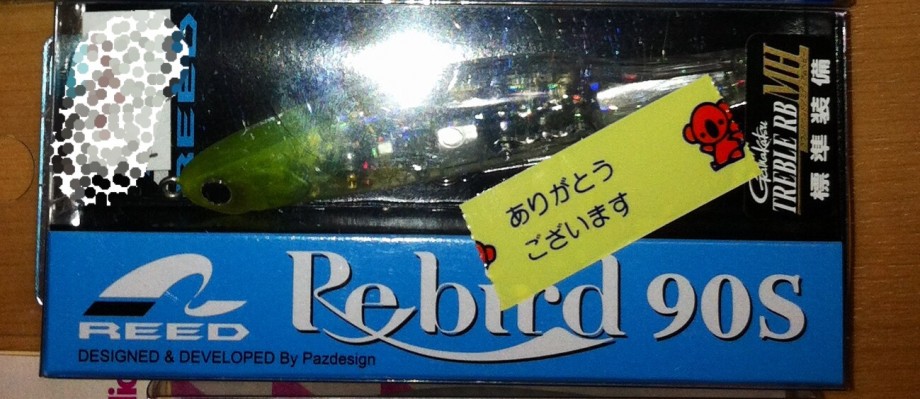 REED
ありがとう
ございます
Gamakatsu
TREBLE RB MH
標準装備
REED
DESIGNED & DEVELOPED By Pazdesign
Rebird 90S